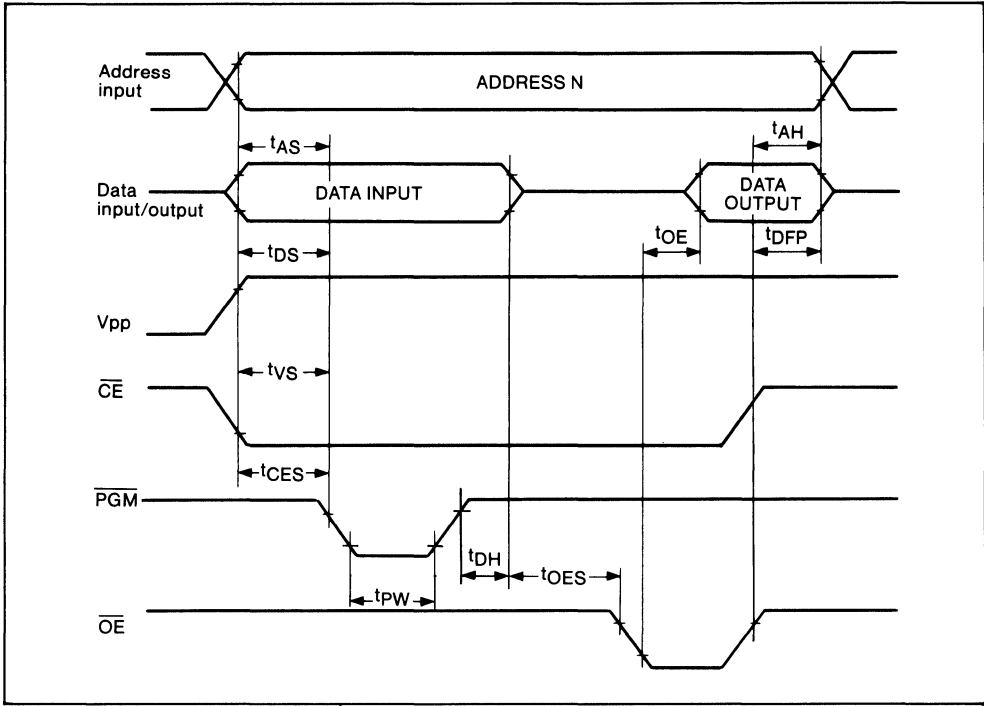 Address
input
ADDRESS N
tAS
tAH
Data
input/output
DATA INPUT
DATA
OUTPUT
tDS
tOE
tDFP
Vpp
tVS
CE
tCES
PGM
tDH
tOES
tPW
OE